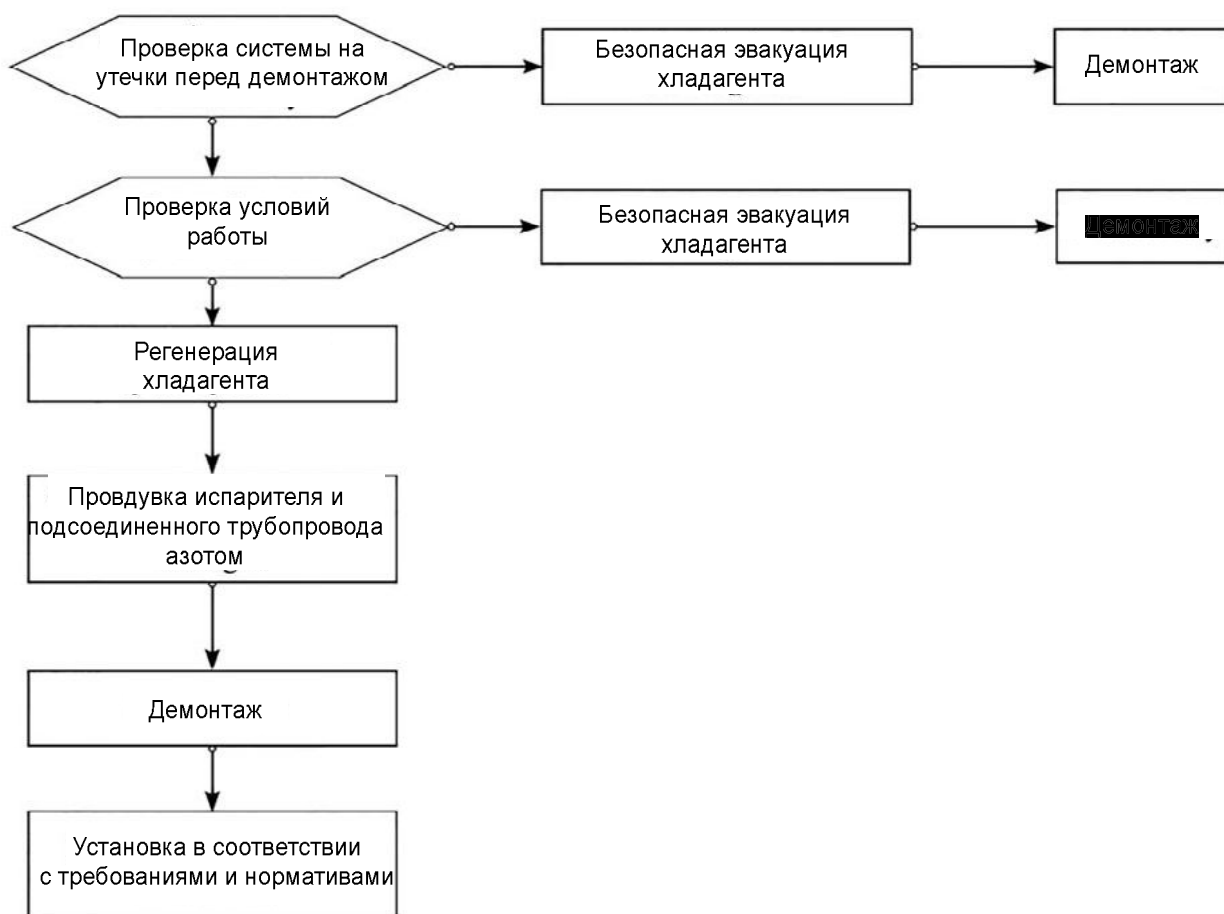 Проверка системы на
утечки перед демонтажом
Безопасная эвакуация
хладагента
Демонтаж
Проверка условий
работы
Безопасная эвакуация
хладагента
Демонтаж
Регенерация
хладагента
Провдувка испарителя и
подсоединенного трубопровода
азотом
Демонтаж
Установка в соответствии
с требованиями и нормативами